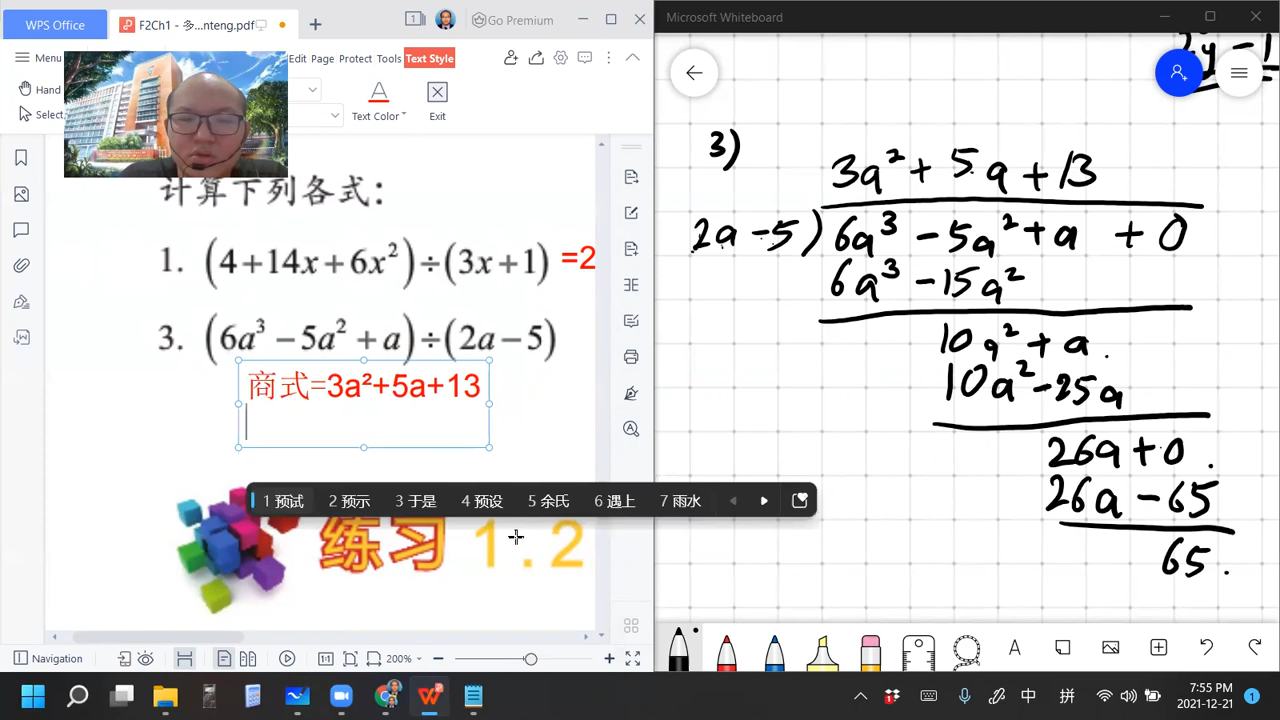 WPS Office
F2Ch1 - 多...nteng.pdf
Go Premium
Menu
Edit Page Protect Tools Text Style
Hand
Select
Text Color
Exit
计算下列各式：
1. (4+14x+6x²)÷(3x+1) =2
3. (6a³−5a²+a)÷(2a−5)
商式=3a²+5a+13
1 预试 2 预示 3 于是 4 预设 5 余氏 6 遇上 7 雨水
练习 1.2
Navigation
200%
Microsoft Whiteboard
2y − 1
3)
3a² + 5a + 13
2a − 5 ) 6a³ − 5a² + a + 0
6a³ − 15a²
10a² + a
10a² − 25a
26a + 0
26a − 65
65
中 拼
7:55 PM
2021-12-21
1